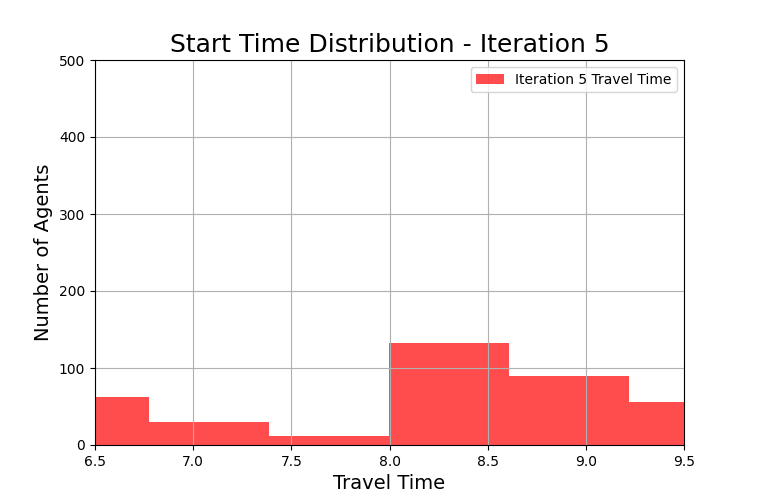 Start Time Distribution - Iteration 5
Iteration 5 Travel Time
Number of Agents
500
400
300
200
100
0
6.5 7.0 7.5 8.0 8.5 9.0 9.5
Travel Time